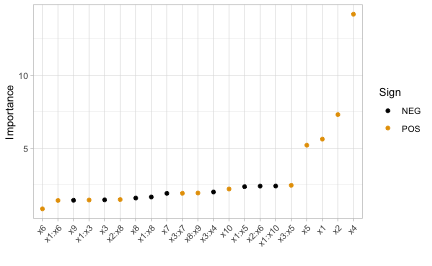 Importance
10
5
x6
x1:x6
x9
x1:x3
x3
x2:x8
x8
x1:x8
x7
x3:x7
x8:x9
x3:x4
x10
x1:x5
x2:x6
x1:x10
x3:x5
x5
x1
x2
x4
Sign
NEG
POS